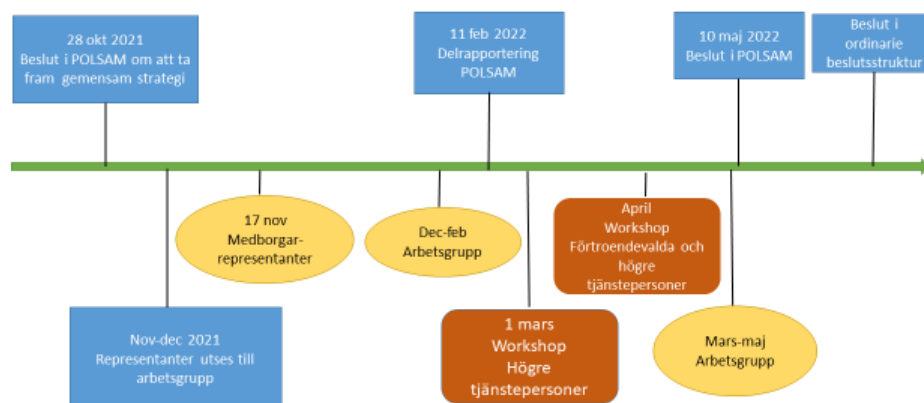 28 okt 2021
Beslut i POLSAM om att ta
fram gemensam strategi
11 feb 2022
Delrapportering
POLSAM
10 maj 2022
Beslut i POLSAM
Beslut i
ordinarie
beslutsstruktur
17 nov
Medborgar-
representanter
Dec-feb
Arbetsgrupp
April
Workshop
Förtroendevalda och
högre
tjänstepersoner
Nov-dec 2021
Representanter utses till
arbetsgrupp
1 mars
Workshop
Högre
tjänstepersoner
Mars-maj
Arbetsgrupp